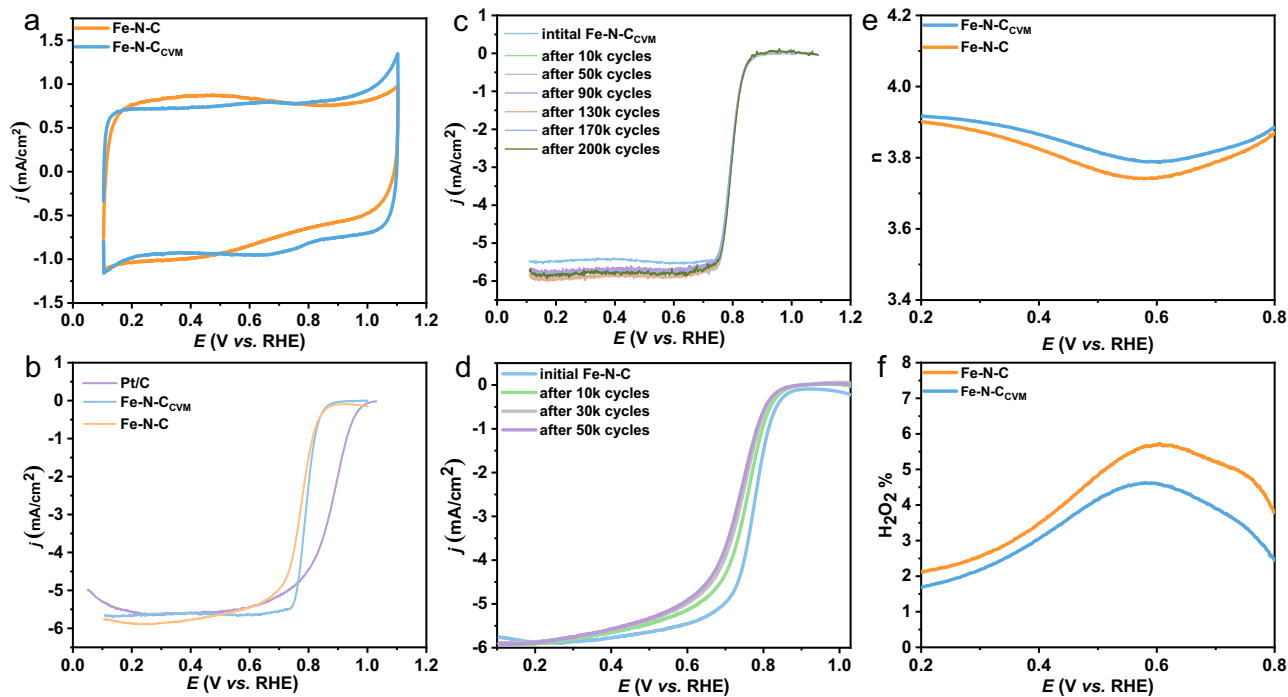 a
Fe-N-C
Fe-N-CCVM
1.5
1.0
0.5
0.0
-0.5
-1.0
-1.5
j (mA/cm2)
0.0 0.2 0.4 0.6 0.8 1.0 1.2
E (V vs. RHE)
b
Pt/C
Fe-N-CCVM
Fe-N-C
1
0
-1
-2
-3
-4
-5
-6
j (mA/cm2)
0.0 0.2 0.4 0.6 0.8 1.0 1.2
E (V vs. RHE)
c
intital Fe-N-CCVM
after 10k cycles
after 50k cycles
after 90k cycles
after 130k cycles
after 170k cycles
after 200k cycles
1
0
-1
-2
-3
-4
-5
-6
j (mA/cm2)
0.0 0.2 0.4 0.6 0.8 1.0
E (V vs. RHE)
d
initial Fe-N-C
after 10k cycles
after 30k cycles
after 50k cycles
0
-1
-2
-3
-4
-5
-6
j (mA/cm2)
0.2 0.4 0.6 0.8 1.0
E (V vs. RHE)
e
Fe-N-CCVM
Fe-N-C
4.2
4.0
3.8
3.6
3.4
n
0.2 0.4 0.6 0.8
E (V vs. RHE)
f
Fe-N-C
Fe-N-CCVM
8
7
6
5
4
3
2
1
0
H2O2 %
0.2 0.4 0.6 0.8
E (V vs. RHE)